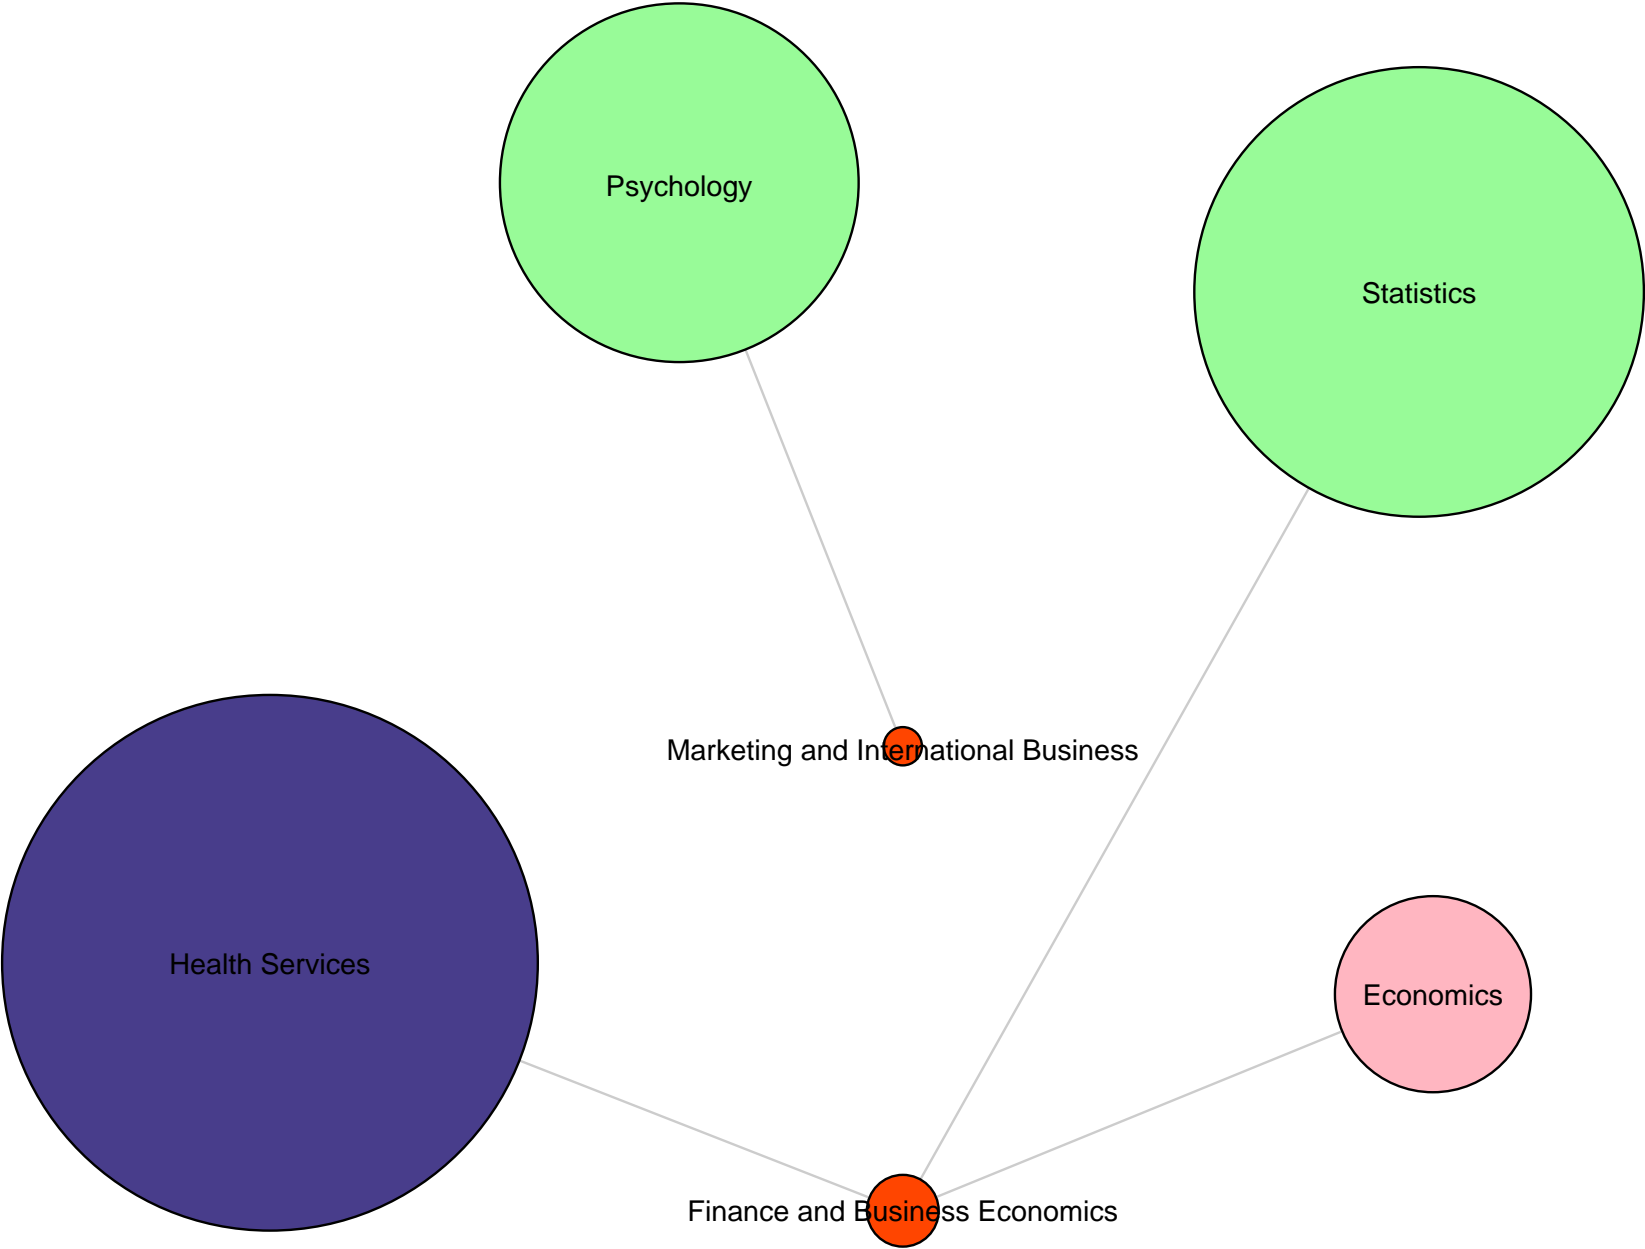 Psychology
Statistics
Marketing and International Business
Health Services
Economics
Finance and Business Economics